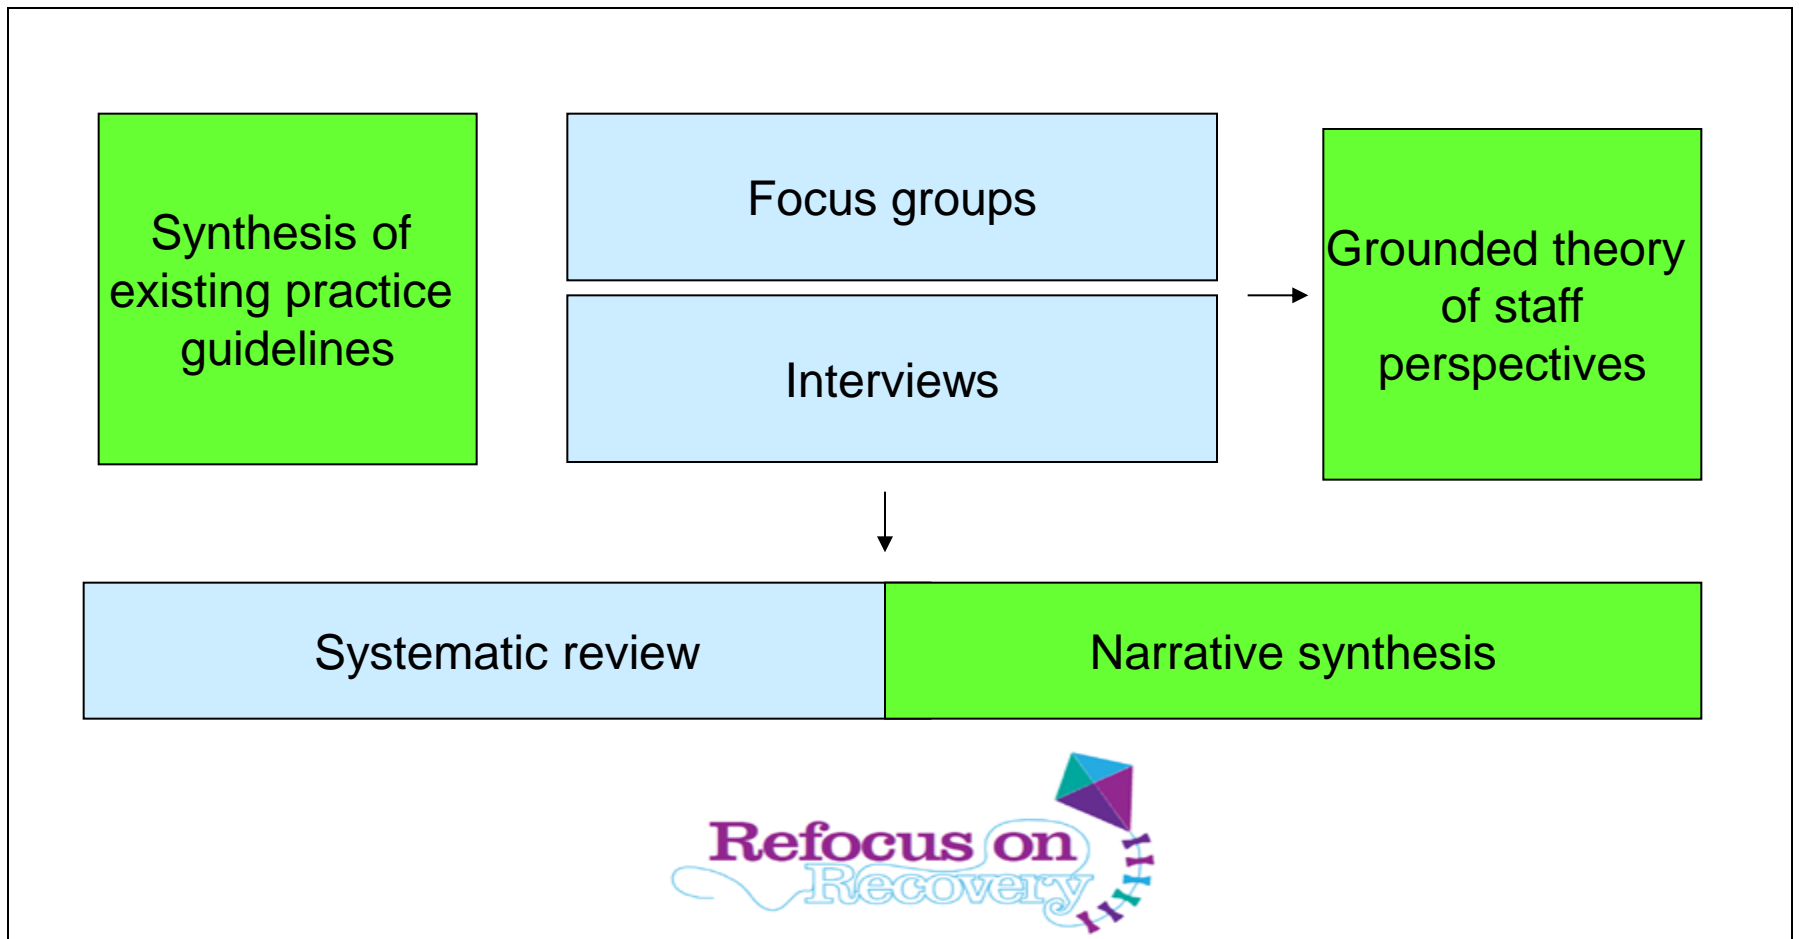 Synthesis of
existing practice
guidelines
Focus groups
Interviews
Grounded theory
of staff
perspectives
Systematic review
Narrative synthesis
Refocus on
Recovery